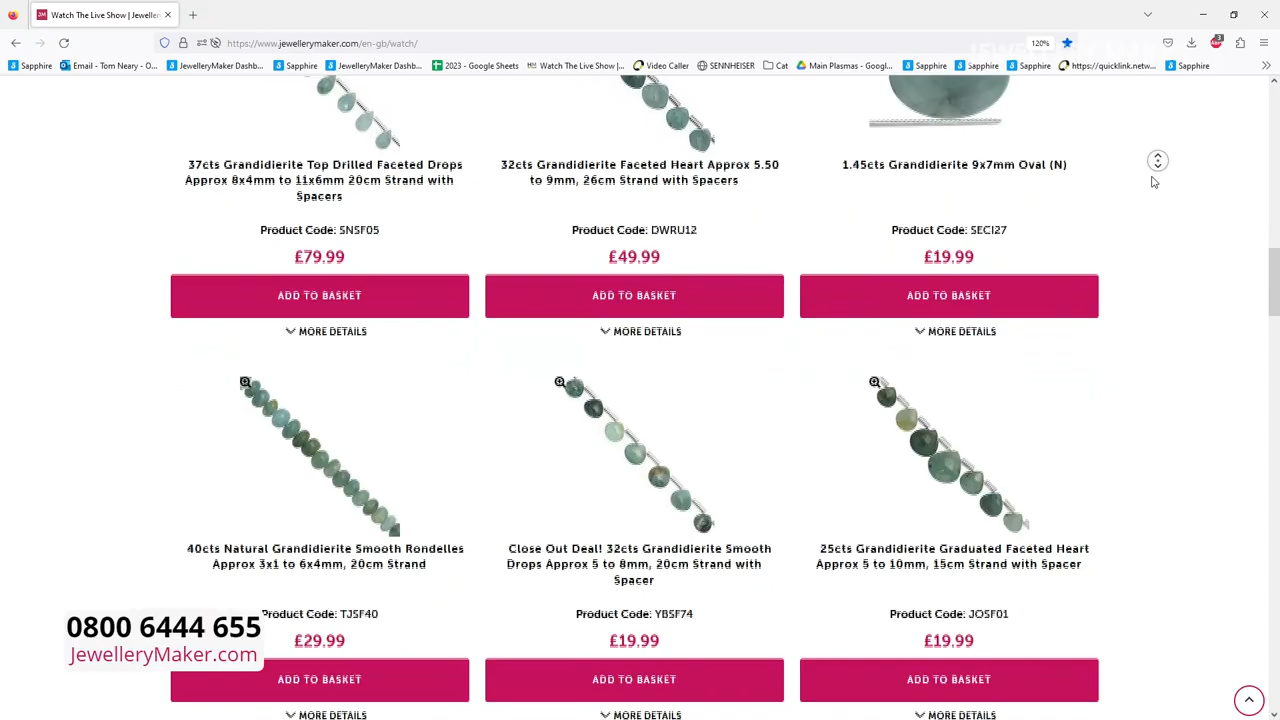 Watch The Live Show | Jewellery
https://www.jewellerymaker.com/en-gb/watch/
120%
3
Sapphire
Email - Tom Neary - O...
JewelleryMaker Dashb...
Sapphire
JewelleryMaker Dashb...
2023 - Google Sheets
Watch The Live Show |...
Video Caller
SENNHEISER
Cat
Main Plasmas - Googl...
Sapphire
Sapphire
Sapphire
https://quicklink.netw...
Sapphire
37cts Grandidierite Top Drilled Faceted Drops
Approx 8x4mm to 11x6mm 20cm Strand with
Spacers
Product Code: SNSF05
£79.99
ADD TO BASKET
MORE DETAILS
32cts Grandidierite Faceted Heart Approx 5.50
to 9mm, 26cm Strand with Spacers
Product Code: DWRU12
£49.99
ADD TO BASKET
MORE DETAILS
1.45cts Grandidierite 9x7mm Oval (N)
Product Code: SECI27
£19.99
ADD TO BASKET
MORE DETAILS
40cts Natural Grandidierite Smooth Rondelles
Approx 3x1 to 6x4mm, 20cm Strand
Product Code: TJSF40
£29.99
ADD TO BASKET
MORE DETAILS
Close Out Deal! 32cts Grandidierite Smooth
Drops Approx 5 to 8mm, 20cm Strand with
Spacer
Product Code: YBSF74
£19.99
ADD TO BASKET
MORE DETAILS
25cts Grandidierite Graduated Faceted Heart
Approx 5 to 10mm, 15cm Strand with Spacer
Product Code: JOSF01
£19.99
ADD TO BASKET
MORE DETAILS
0800 6444 655
JewelleryMaker.com